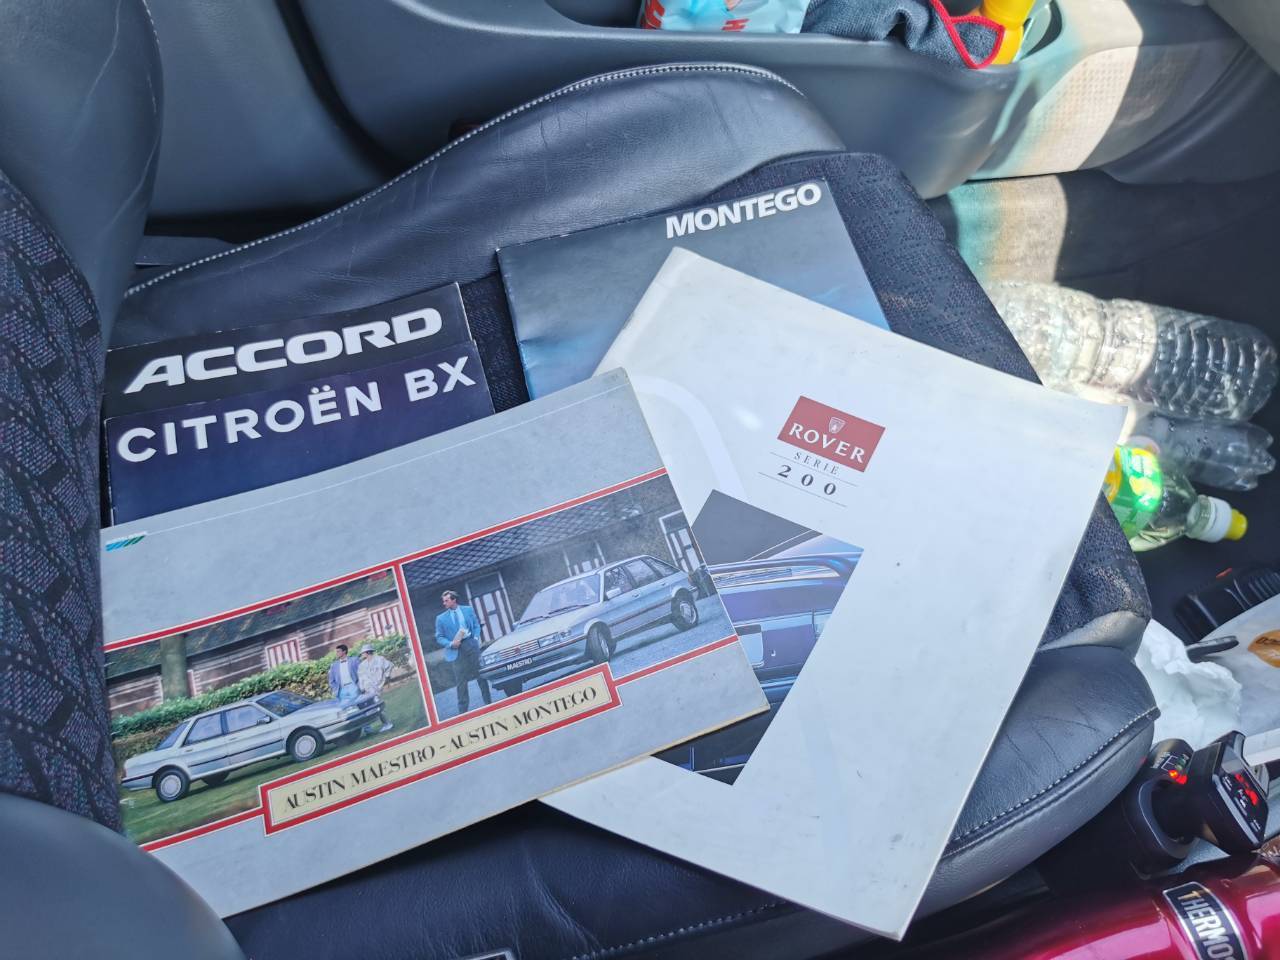 MONTEGO
ACCORD
CITROËN BX
ROVER
SERIE
200
MAESTRO
AUSTIN MAESTRO - AUSTIN MONTEGO
THERMOS